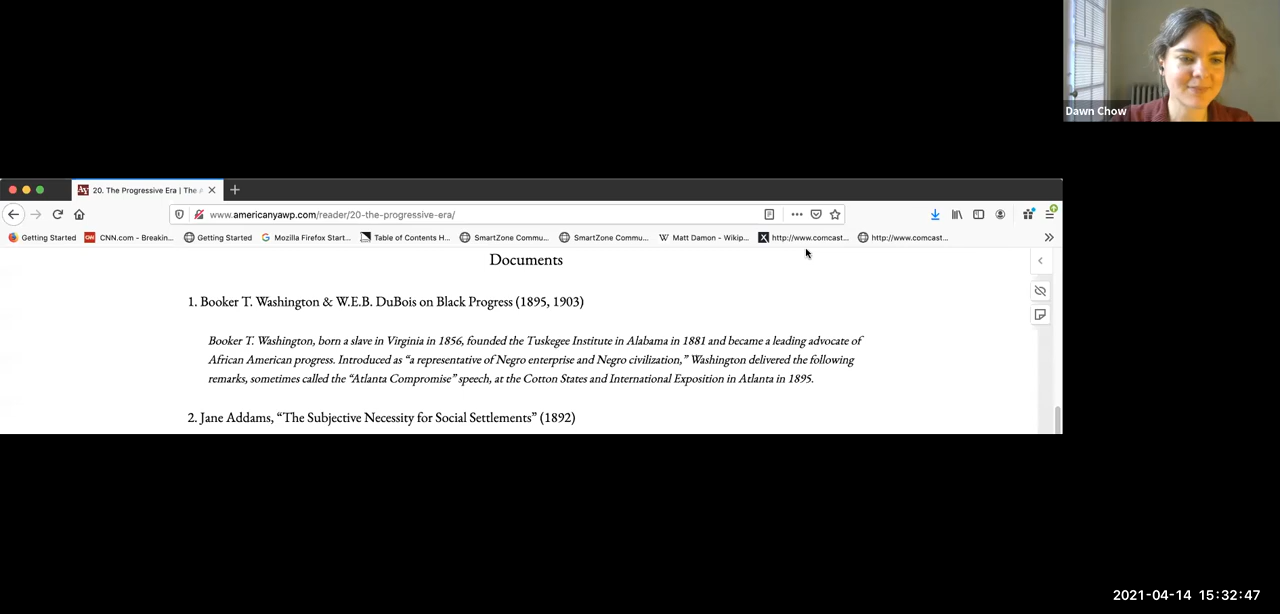 Dawn Chow
20. The Progressive Era | The
www.americanyawp.com/reader/20-the-progressive-era/
Getting Started CNN.com - Breakin... Getting Started Mozilla Firefox Start... Table of Contents H... SmartZone Commu... SmartZone Commu... Matt Damon - Wikip... http://www.comcast... http://www.comcast...
Documents
1. Booker T. Washington & W.E.B. DuBois on Black Progress (1895, 1903)
Booker T. Washington, born a slave in Virginia in 1856, founded the Tuskegee Institute in Alabama in 1881 and became a leading advocate of
African American progress. Introduced as “a representative of Negro enterprise and Negro civilization,” Washington delivered the following
remarks, sometimes called the “Atlanta Compromise” speech, at the Cotton States and International Exposition in Atlanta in 1895.
2. Jane Addams, “The Subjective Necessity for Social Settlements” (1892)
2021-04-14 15:32:47